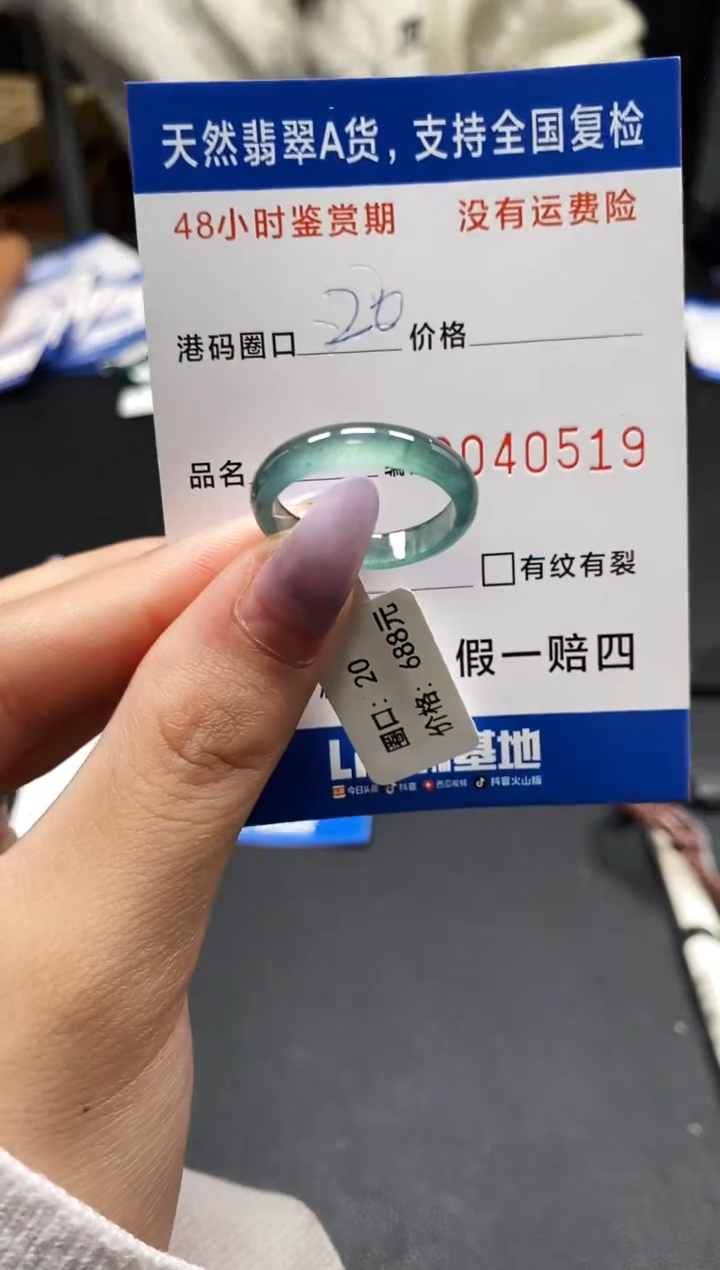 天然翡翠A货，支持全国复检
48小时鉴赏期 没有运费险
港码圈口 20 价格
品名 040519
□有纹有裂
圈口：20
价格：688元
假一赔四
基地
今日头条 抖音 西瓜视频 抖音火山版